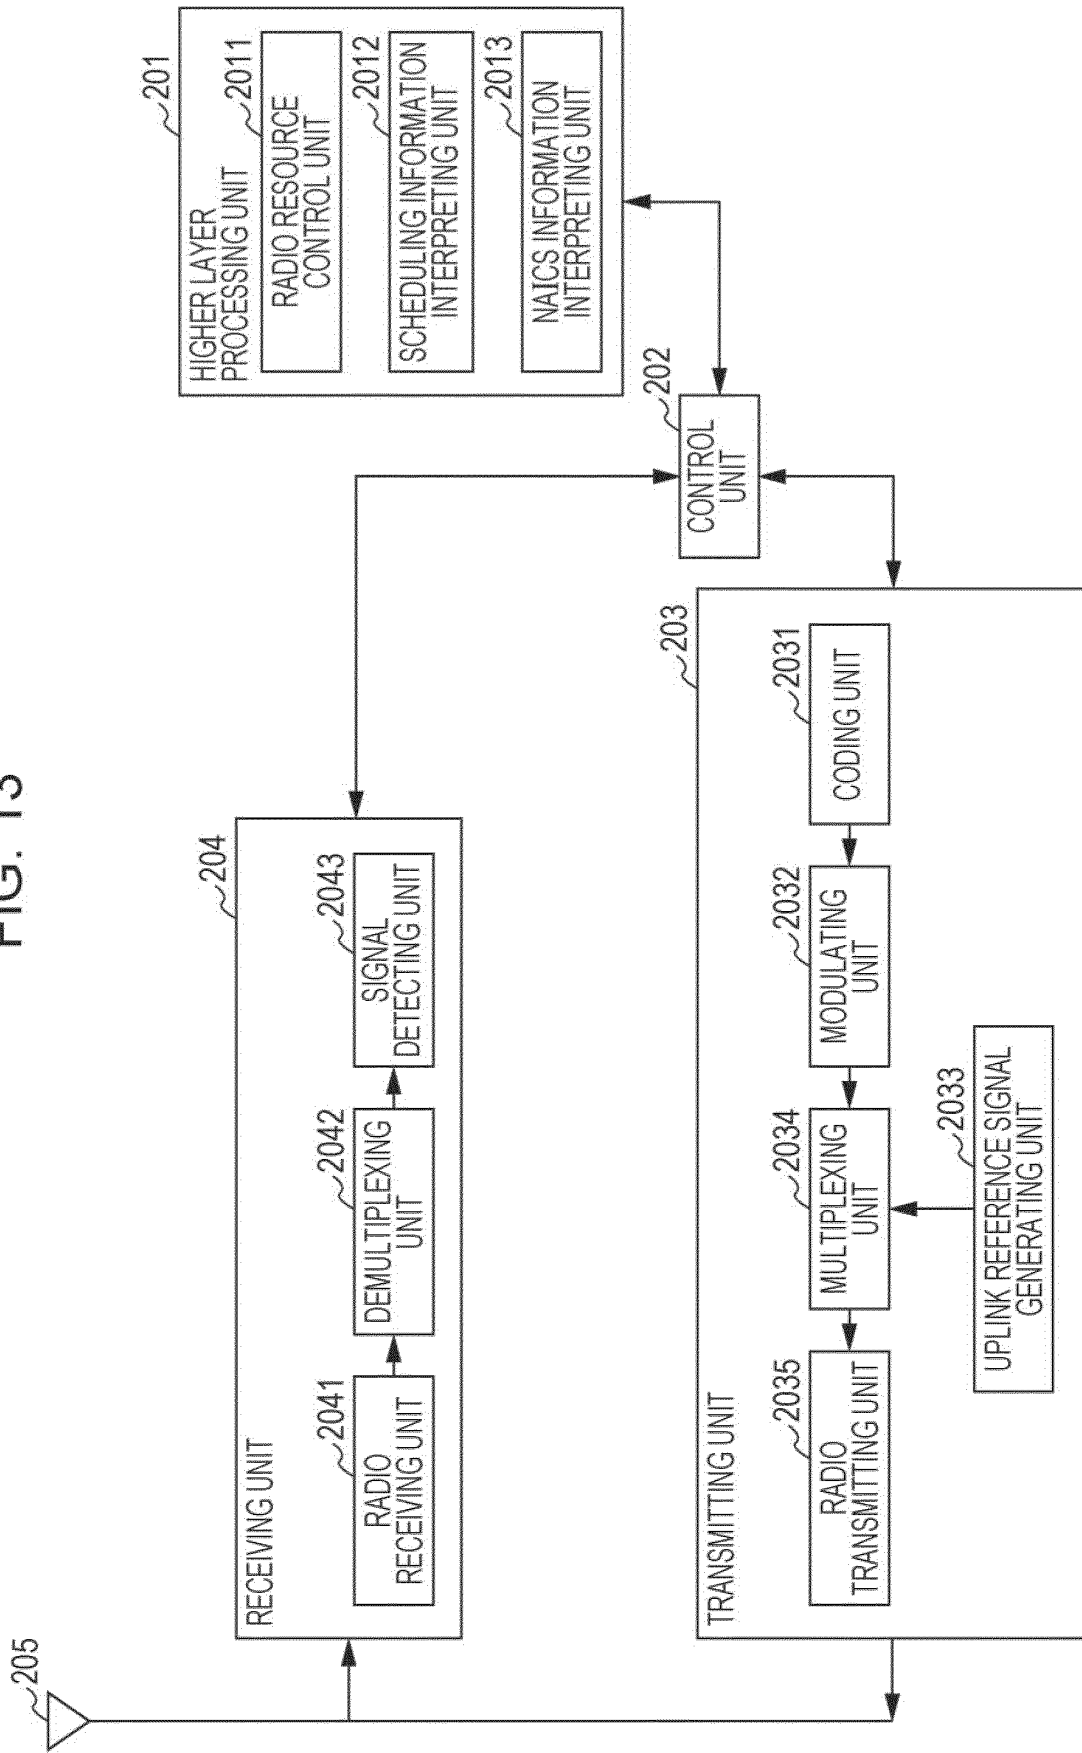 FIG.
205
201
HIGHER LAYER
PROCESSING UNIT
2011
RADIO RESOURCE
CONTROL UNIT
2012
SCHEDULING INFORMATION
INTERPRETING UNIT
2013
NAICS INFORMATION
INTERPRETING UNIT
204
RECEIVING UNIT
2041
RADIO
RECEIVING UNIT
2042
DEMULTIPLEXING
UNIT
2043
SIGNAL
DETECTING UNIT
202
CONTROL
UNIT
203
TRANSMITTING UNIT
2035
RADIO
TRANSMITTING UNIT
2034
MULTIPLEXING
UNIT
2032
MODULATING
UNIT
2031
CODING UNIT
2033
UPLINK REFERENCE SIGNAL
GENERATING UNIT